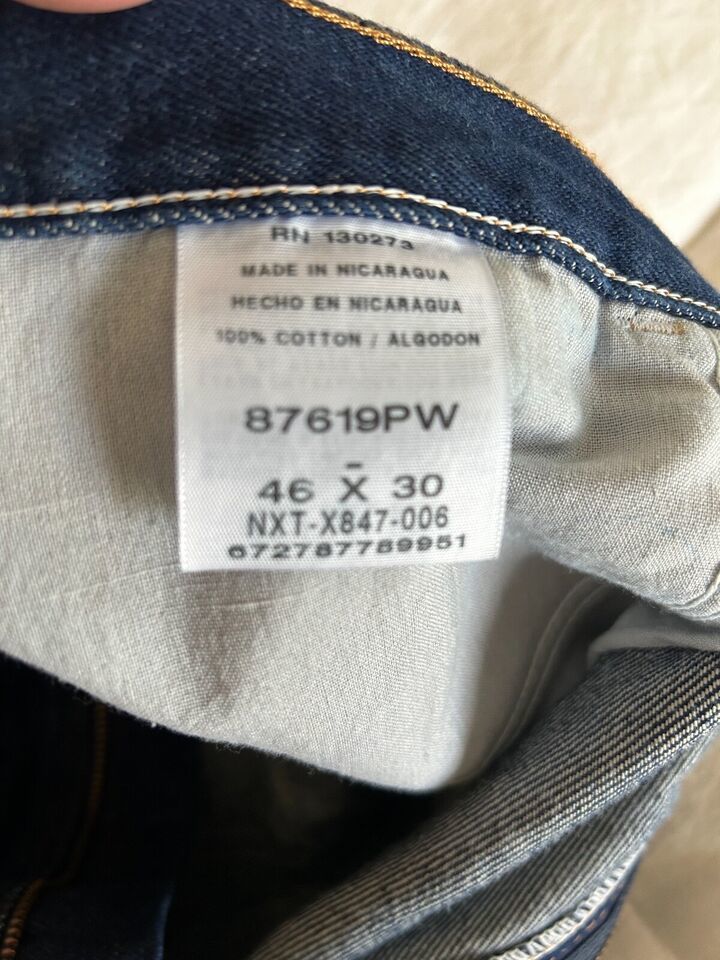 RN 130273
MADE IN NICARAGUA
HECHO EN NICARAGUA
100% COTTON / ALGODON
87619PW
46 X 30
NXT-X847-006
672787789951